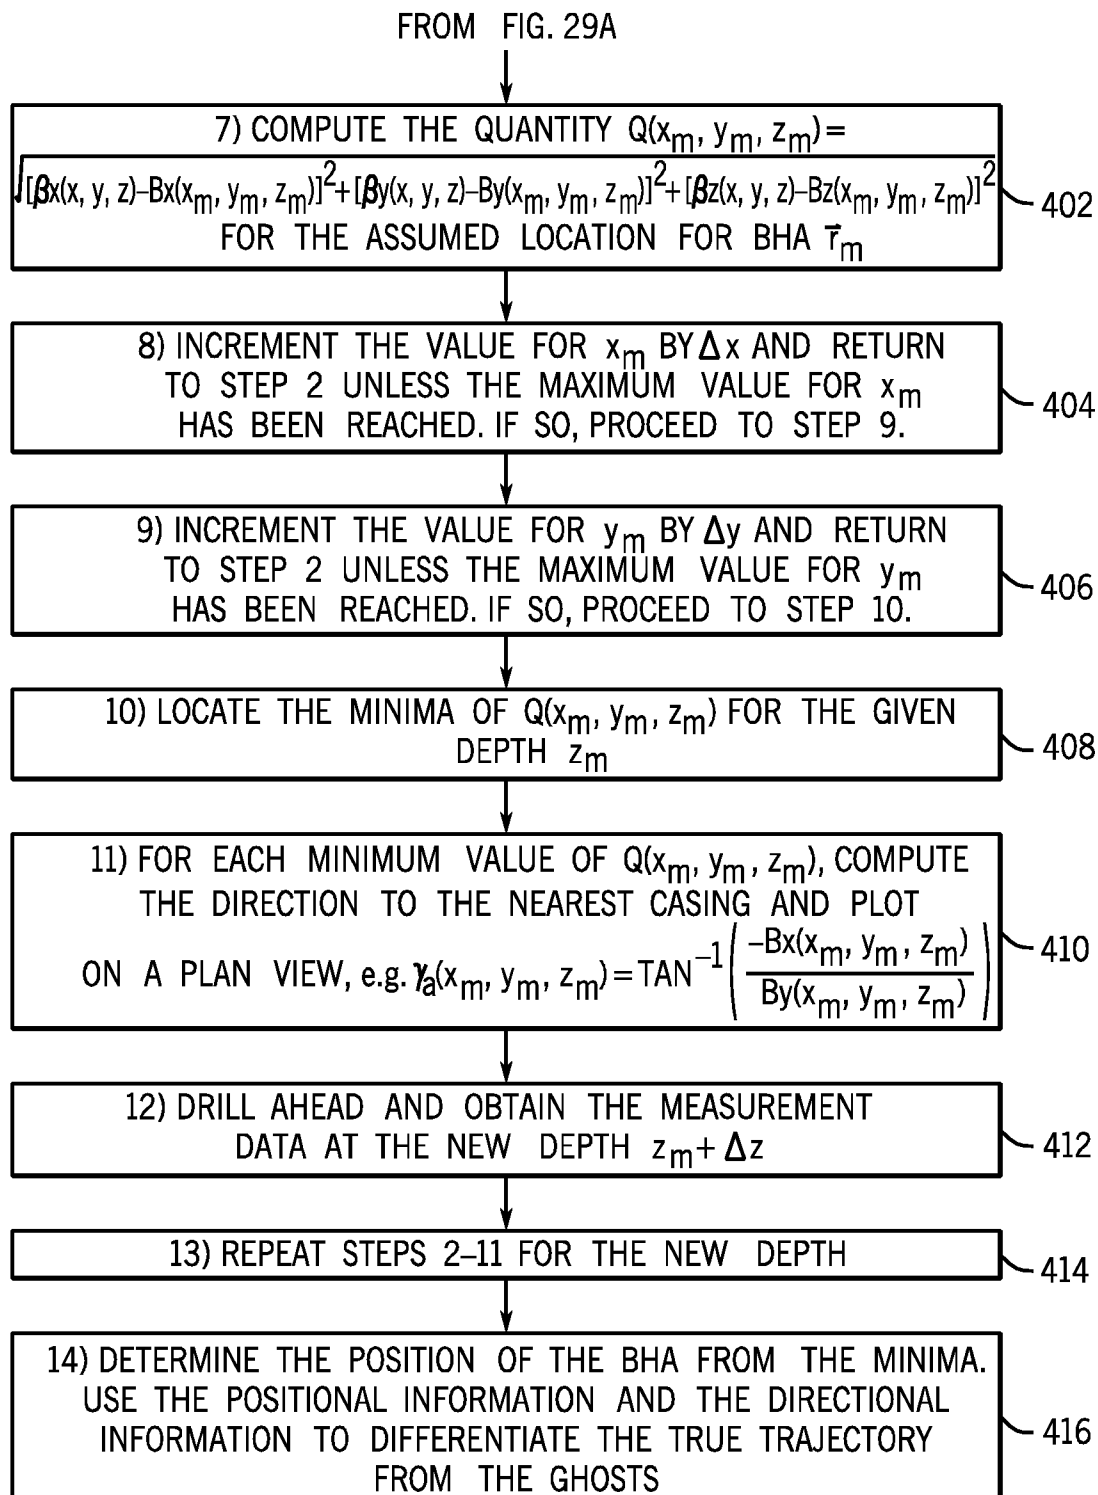 FROM FIG. 29A
7) COMPUTE THE QUANTITY Q(xₘ, yₘ, zₘ) =
√[βx(x, y, z)–Bx(xₘ, yₘ, zₘ)]²+[βy(x, y, z)–By(xₘ, yₘ, zₘ)]²+[βz(x, y, z)–Bz(xₘ, yₘ, zₘ)]²
FOR THE ASSUMED LOCATION FOR BHA r⃗ₘ
402
8) INCREMENT THE VALUE FOR xₘ BY Δx AND RETURN
TO STEP 2 UNLESS THE MAXIMUM VALUE FOR xₘ
HAS BEEN REACHED. IF SO, PROCEED TO STEP 9.
404
9) INCREMENT THE VALUE FOR yₘ BY Δy AND RETURN
TO STEP 2 UNLESS THE MAXIMUM VALUE FOR yₘ
HAS BEEN REACHED. IF SO, PROCEED TO STEP 10.
406
10) LOCATE THE MINIMA OF Q(xₘ, yₘ, zₘ) FOR THE GIVEN
DEPTH zₘ
408
11) FOR EACH MINIMUM VALUE OF Q(xₘ, yₘ, zₘ), COMPUTE
THE DIRECTION TO THE NEAREST CASING AND PLOT
ON A PLAN VIEW, e.g. γₐ(xₘ, yₘ, zₘ) = TAN⁻¹(–Bx(xₘ, yₘ, zₘ) / By(xₘ, yₘ, zₘ))
410
12) DRILL AHEAD AND OBTAIN THE MEASUREMENT
DATA AT THE NEW DEPTH zₘ + Δz
412
13) REPEAT STEPS 2–11 FOR THE NEW DEPTH
414
14) DETERMINE THE POSITION OF THE BHA FROM THE MINIMA.
USE THE POSITIONAL INFORMATION AND THE DIRECTIONAL
INFORMATION TO DIFFERENTIATE THE TRUE TRAJECTORY
FROM THE GHOSTS
416